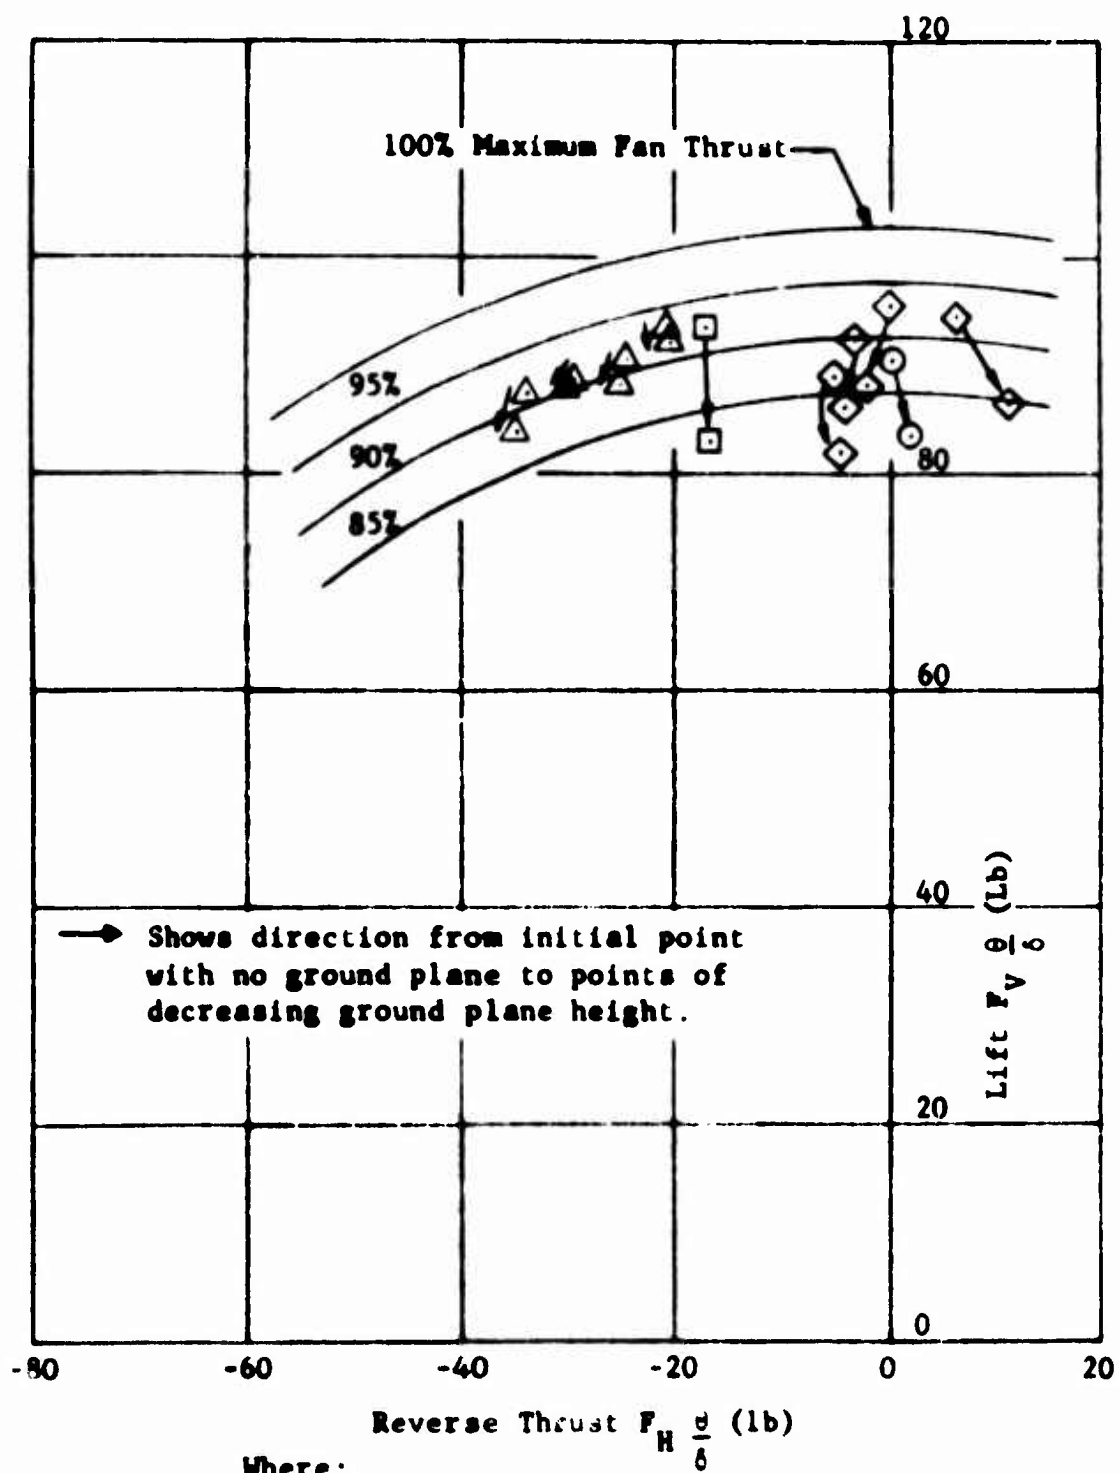 120
100% Maximum Fan Thrust
95%
90%
85%
80
60
40
Lift F_V θ/δ (Lb)
Shows direction from initial point
with no ground plane to points of
decreasing ground plane height.
20
0
-80 -60 -40 -20 0 20
Reverse Thrust F_H θ/δ (lb)
Where: